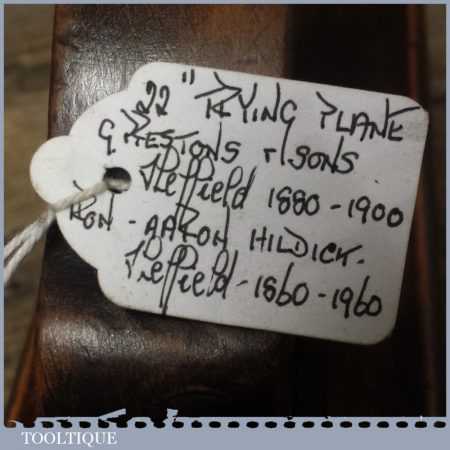 22" TRYING PLANE
G PRESTONS & SONS
Sheffield 1880-1900
IRON - AARON HILDICK.
Sheffield - 1860-1960
TOOLTIQUE